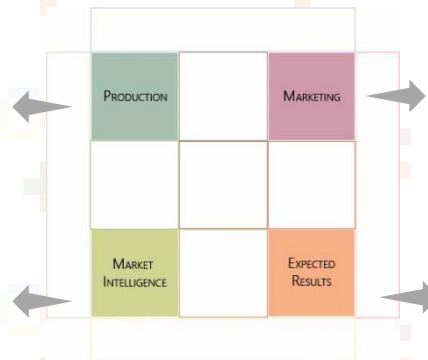 PRODUCTION
MARKETING
MARKET
INTELLIGENCE
EXPECTED
RESULTS